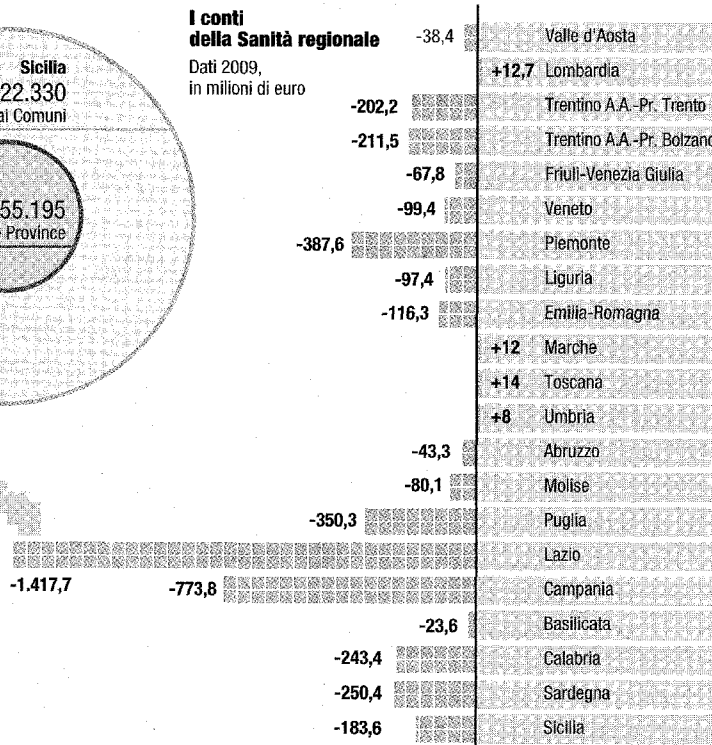 Sicilia
22.330
ai Comuni
55.195
Province
I conti
della Sanità regionale
Dati 2009,
in milioni di euro
-38,4 Valle d'Aosta
+12,7 Lombardia
-202,2 Trentino A.A.-Pr. Trento
-211,5 Trentino A.A.-Pr. Bolzano
-67,8 Friuli-Venezia Giulia
-99,4 Veneto
-387,6 Piemonte
-97,4 Liguria
-116,3 Emilia-Romagna
+12 Marche
+14 Toscana
+8 Umbria
-43,3 Abruzzo
-80,1 Molise
-350,3 Puglia
Lazio
-1.417,7
-773,8 Campania
-23,6 Basilicata
-243,4 Calabria
-250,4 Sardegna
-183,6 Sicilia